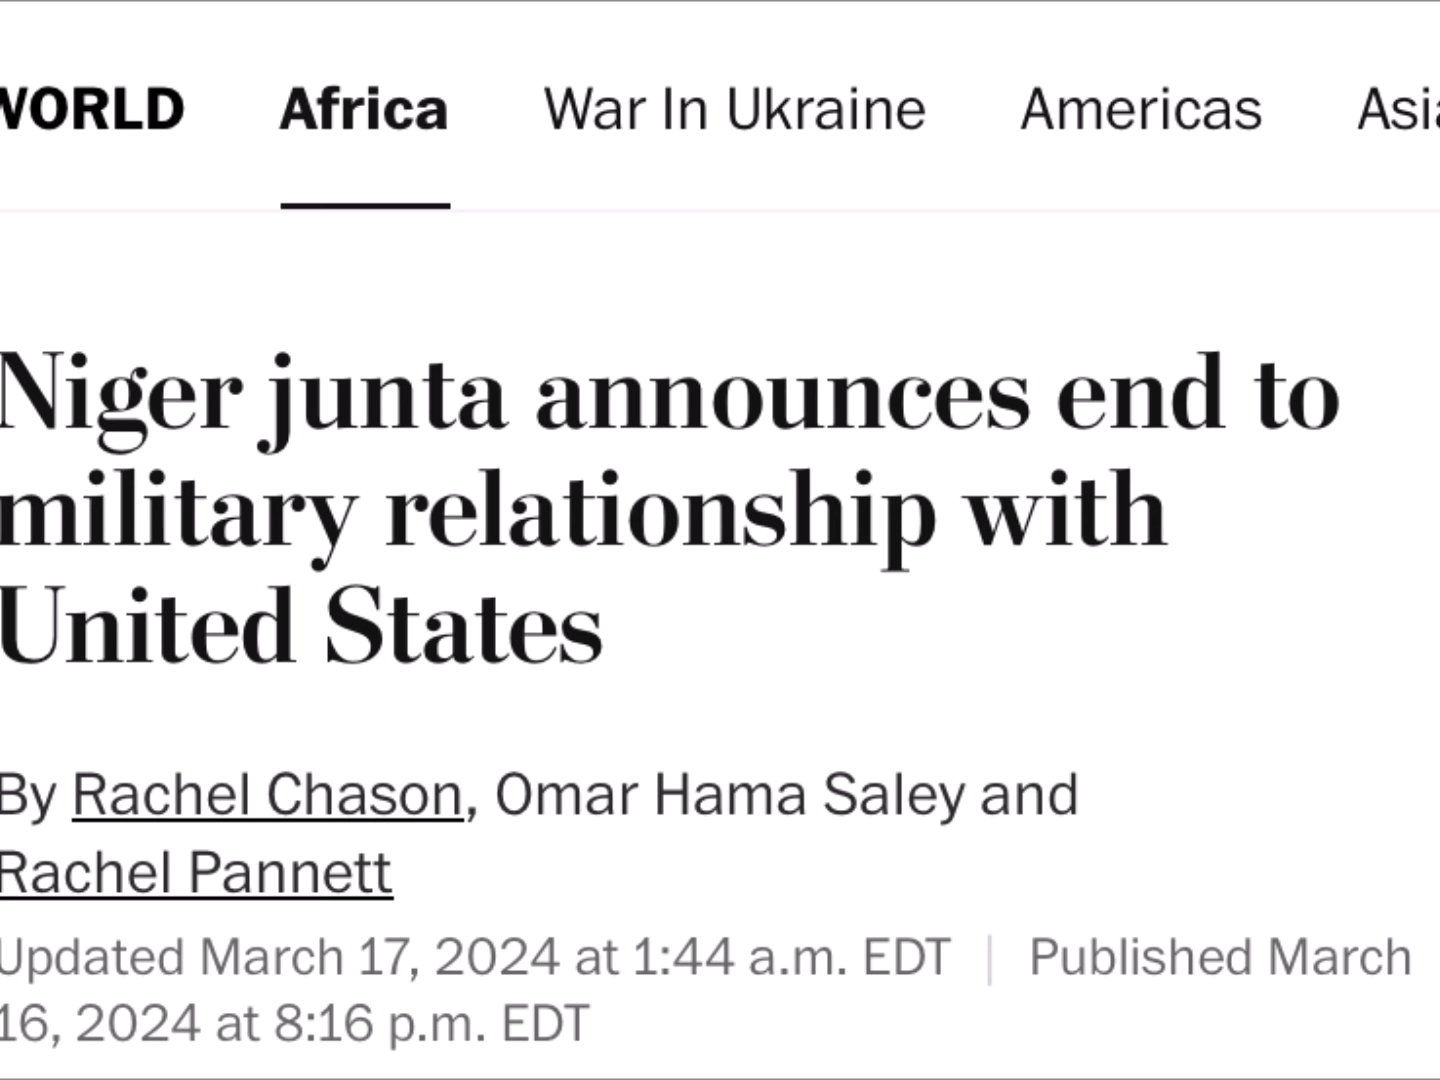 WORLD Africa War In Ukraine Americas Asia
Niger junta announces end to
military relationship with
United States
By Rachel Chason, Omar Hama Saley and
Rachel Pannett
Updated March 17, 2024 at 1:44 a.m. EDT | Published March
16, 2024 at 8:16 p.m. EDT